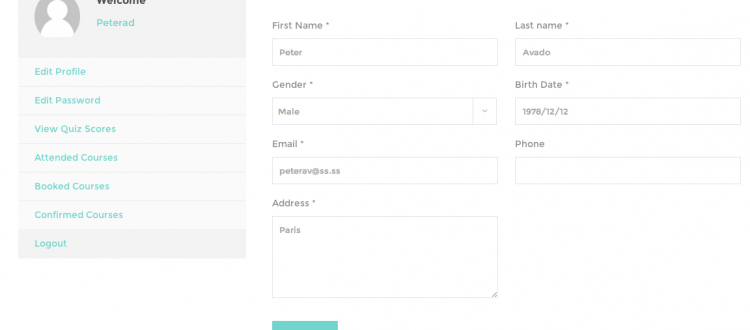 Welcome
Peterad
Edit Profile
Edit Password
View Quiz Scores
Attended Courses
Booked Courses
Confirmed Courses
Logout
First Name *
Last name *
Peter
Avado
Gender *
Birth Date *
Male
1978/12/12
Email *
Phone
peterav@ss.ss
Address *
Paris